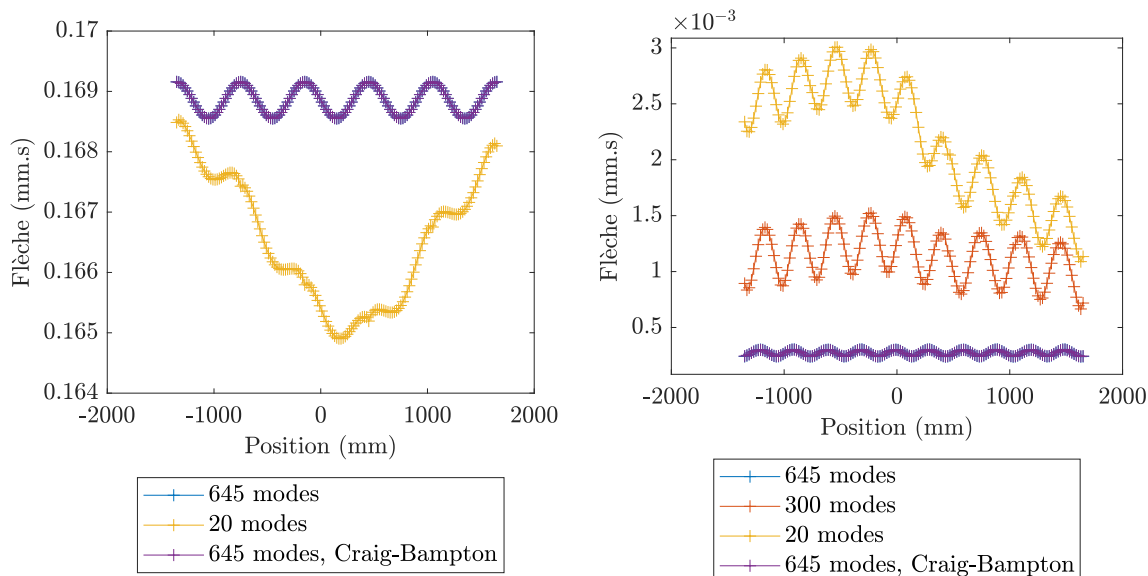 0.17
0.169
0.168
0.167
0.166
0.165
0.164
-2000
-1000
0
1000
2000
Flèche (mm.s)
Position (mm)
645 modes
20 modes
645 modes, Craig-Bampton
×10−3
3
2.5
2
1.5
1
0.5
-2000
-1000
0
1000
2000
Flèche (mm.s)
Position (mm)
645 modes
300 modes
20 modes
645 modes, Craig-Bampton